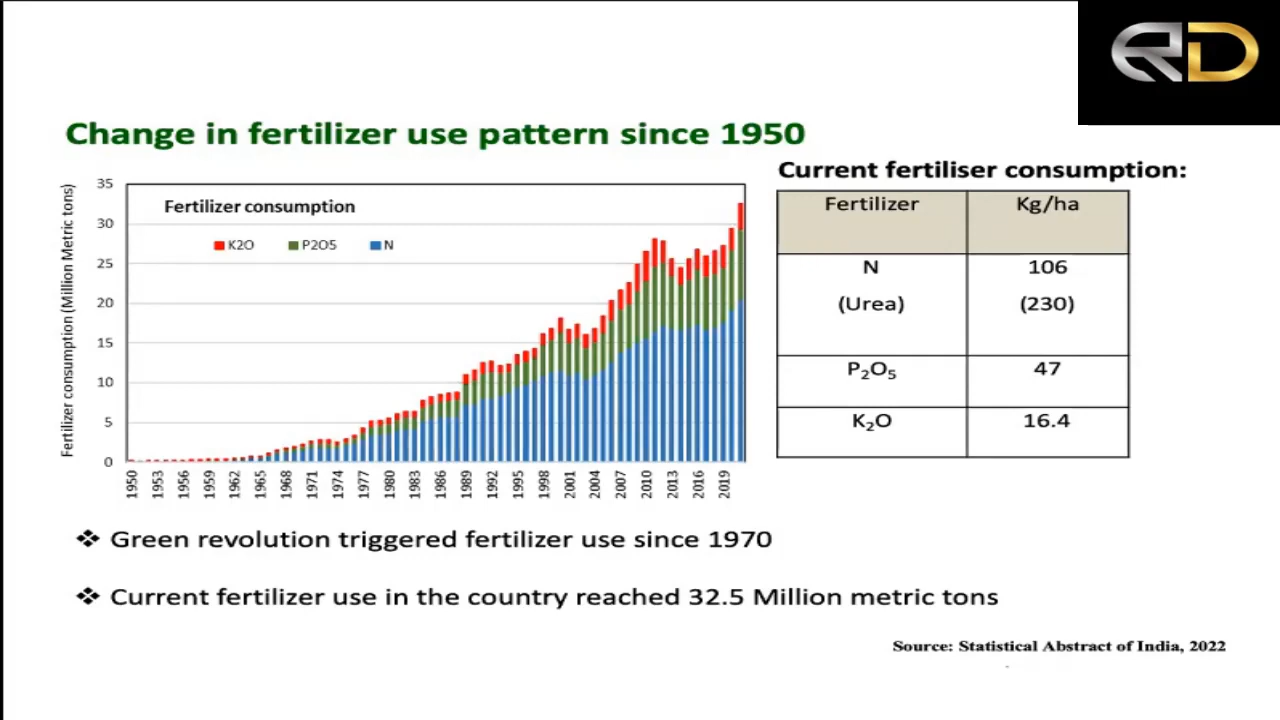 RD
Change in fertilizer use pattern since 1950
Fertilizer consumption (Million Metric tons)
35
30
25
20
15
10
5
0
Fertilizer consumption
K2O P2O5 N
1950 1953 1956 1959 1962 1965 1968 1971 1974 1977 1980 1983 1986 1989 1992 1995 1998 2001 2004 2007 2010 2013 2016 2019
Current fertiliser consumption:
Fertilizer Kg/ha
N 106
(Urea) (230)
P₂O₅ 47
K₂O 16.4
❖ Green revolution triggered fertilizer use since 1970
❖ Current fertilizer use in the country reached 32.5 Million metric tons
Source: Statistical Abstract of India, 2022